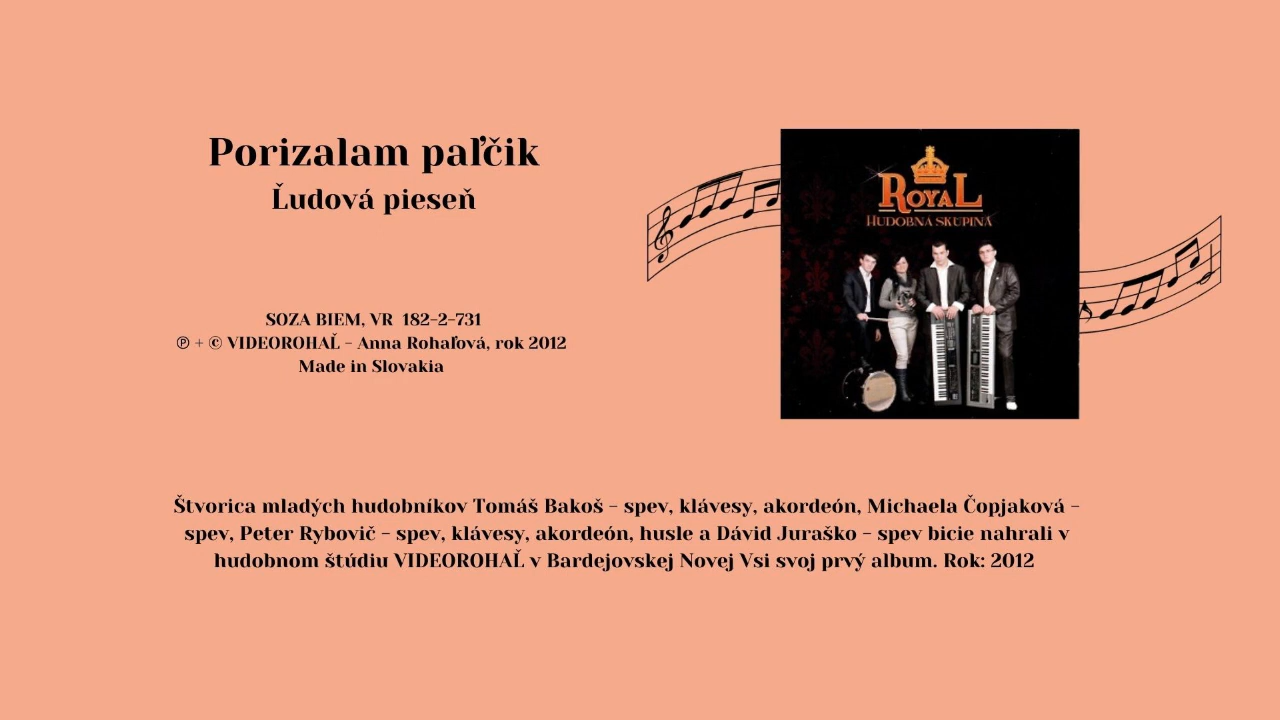 Porizalam paľčik
Ľudová pieseň
SOZA BIEM, VR 182-2-731
℗ + © VIDEOROHAĽ - Anna Rohaľová, rok 2012
Made in Slovakia
ROYAL
HUDOBNÁ SKUPINA
Štvorica mladých hudobníkov Tomáš Bakoš - spev, klávesy, akordeón, Michaela Čopjaková -
spev, Peter Rybovič - spev, klávesy, akordeón, husle a Dávid Juraško - spev bicie nahrali v
hudobnom štúdiu VIDEOROHAĽ v Bardejovskej Novej Vsi svoj prvý album. Rok: 2012